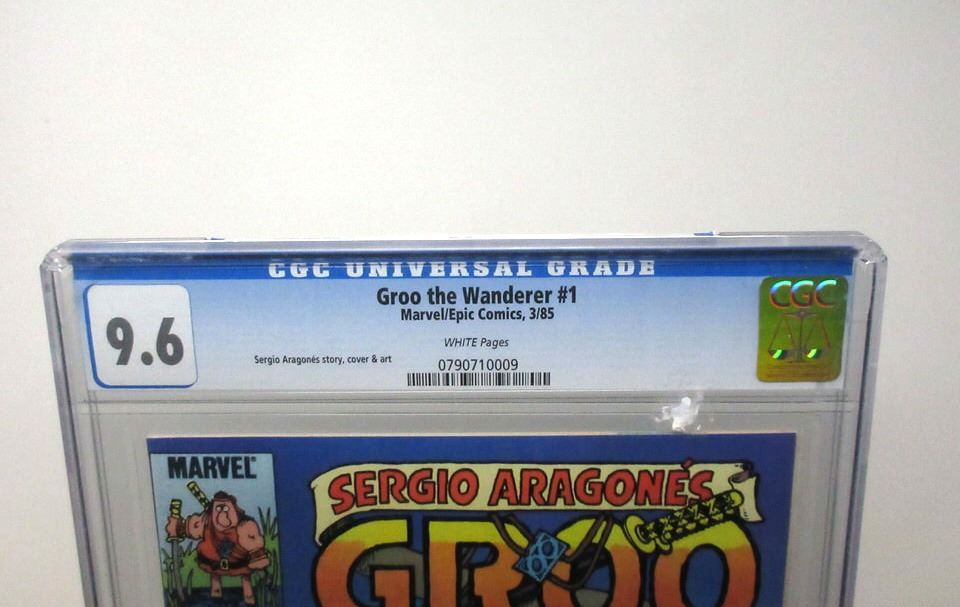 CGC UNIVERSAL GRADE
9.6
Groo the Wanderer #1
Marvel/Epic Comics, 3/85
WHITE Pages
Sergio Aragonés story, cover & art
0790710009
CGC
MARVEL
SERGIO ARAGONÉS
GROO